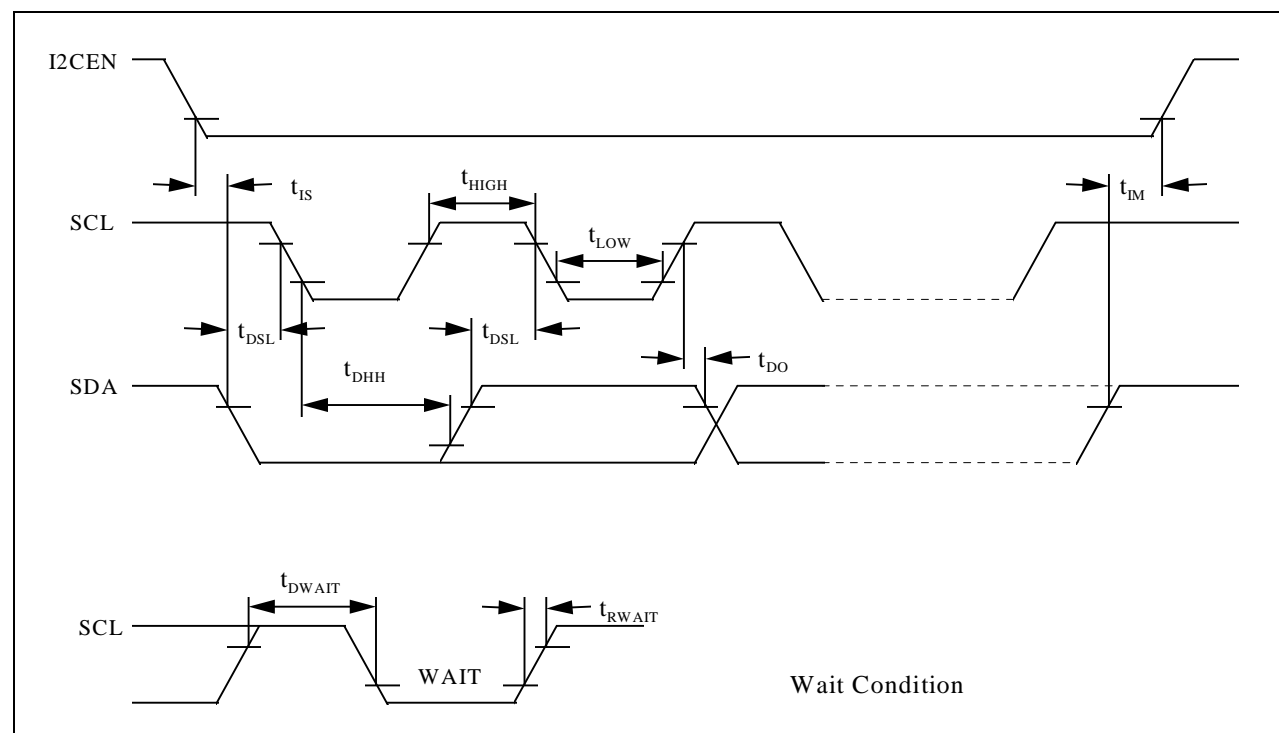 I2CEN
tIS
tHIGH
tIM
SCL
tLOW
tDSL
tDSL
tDO
tDHH
SDA
tDWAIT
tRWAIT
SCL
WAIT
Wait Condition